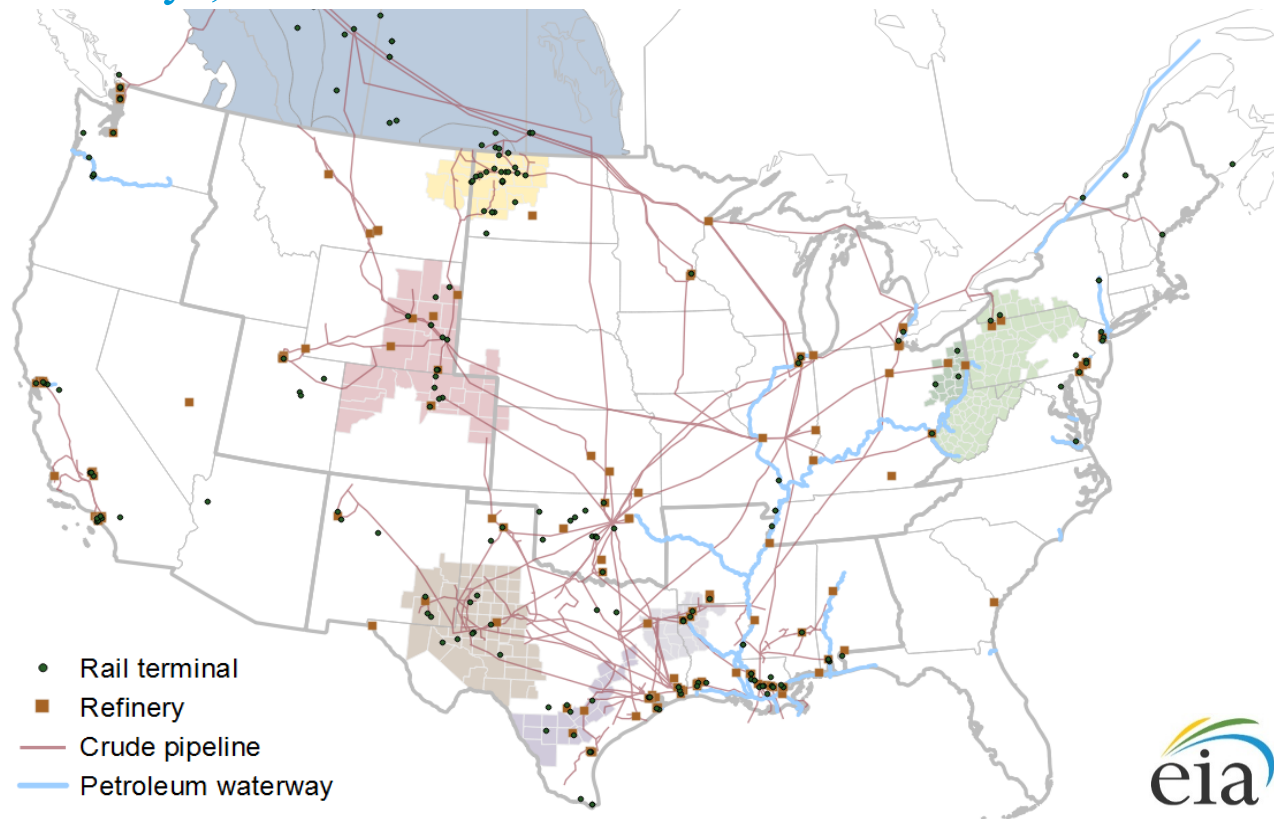 Rail terminal
Refinery
Crude pipeline
Petroleum waterway
eia